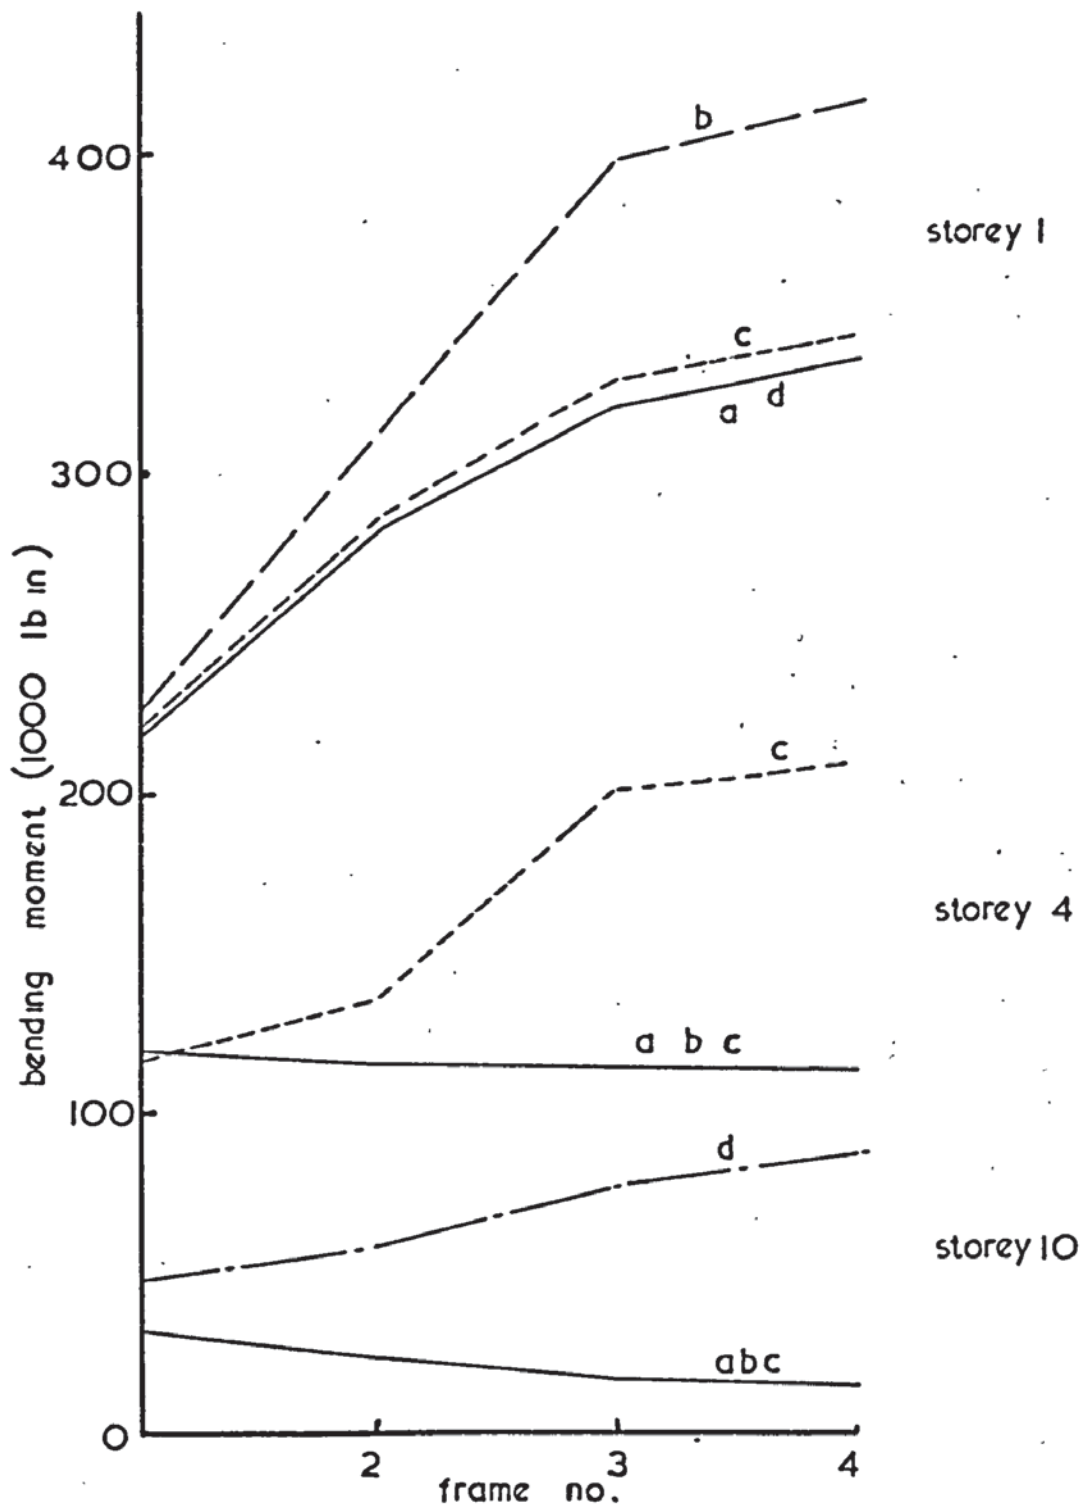 b
400
storey 1
c
a d
300
bending moment (1000 lb in)
c
200
storey 4
a b c
100
d
storey 10
abc
0
2 3 4
frame no.